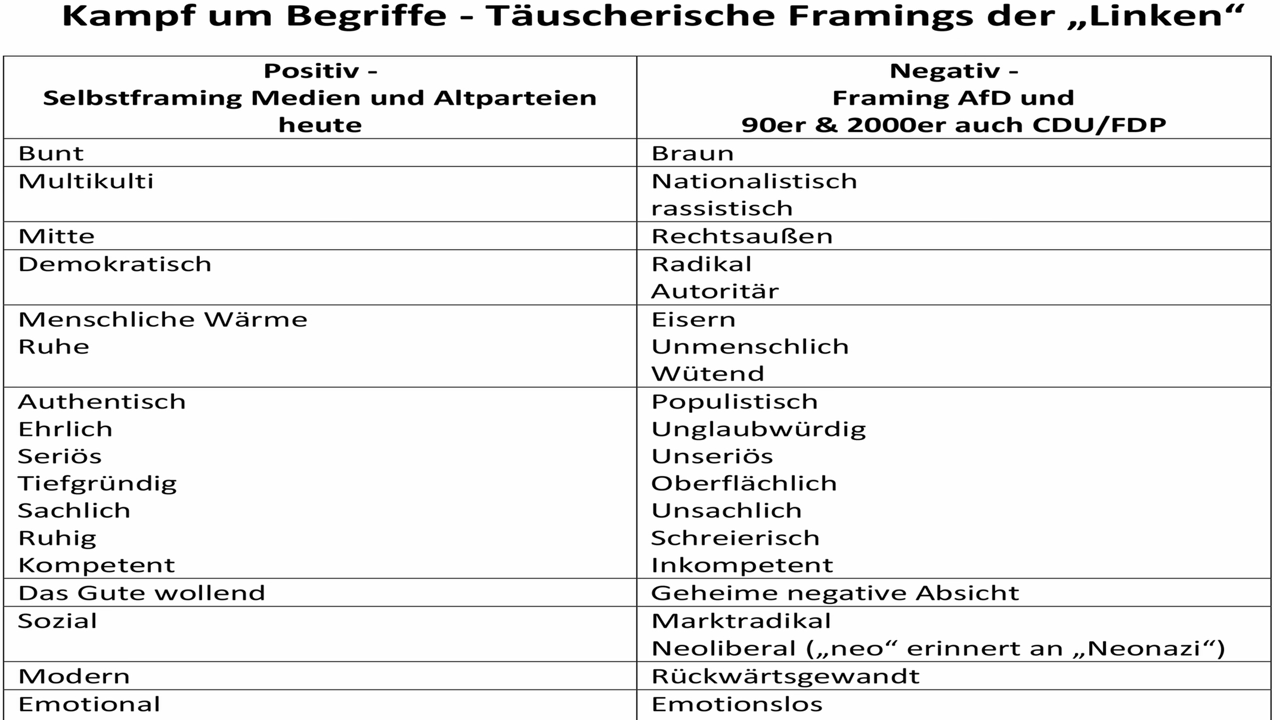 Kampf um Begriffe - Täuscherische Framings der „Linken“
Positiv -
Selbstframing Medien und Altparteien
heute
Negativ -
Framing AfD und
90er & 2000er auch CDU/FDP
Bunt
Braun
Multikulti
Nationalistisch
rassistisch
Mitte
Rechtsaußen
Demokratisch
Radikal
Autoritär
Menschliche Wärme
Ruhe
Eisern
Unmenschlich
Wütend
Authentisch
Ehrlich
Seriös
Tiefgründig
Sachlich
Ruhig
Kompetent
Populistisch
Unglaubwürdig
Unseriös
Oberflächlich
Unsachlich
Schreierisch
Inkompetent
Das Gute wollend
Geheime negative Absicht
Sozial
Marktradikal
Neoliberal („neo“ erinnert an „Neonazi“)
Modern
Rückwärtsgewandt
Emotional
Emotionslos